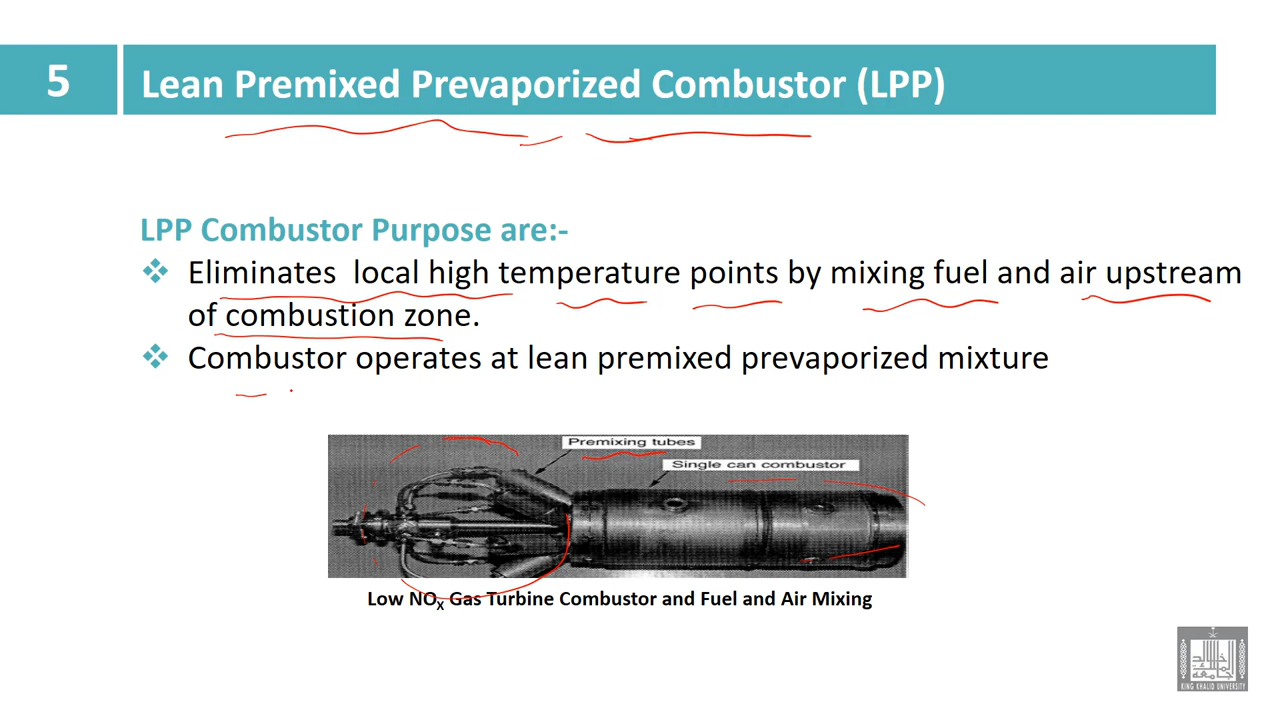 5
Lean Premixed Prevaporized Combustor (LPP)
LPP Combustor Purpose are:-
Eliminates local high temperature points by mixing fuel and air upstream
of combustion zone.
Combustor operates at lean premixed prevaporized mixture
Premixing tubes
Single can combustor
Low NOX Gas Turbine Combustor and Fuel and Air Mixing
KING KHALID UNIVERSITY